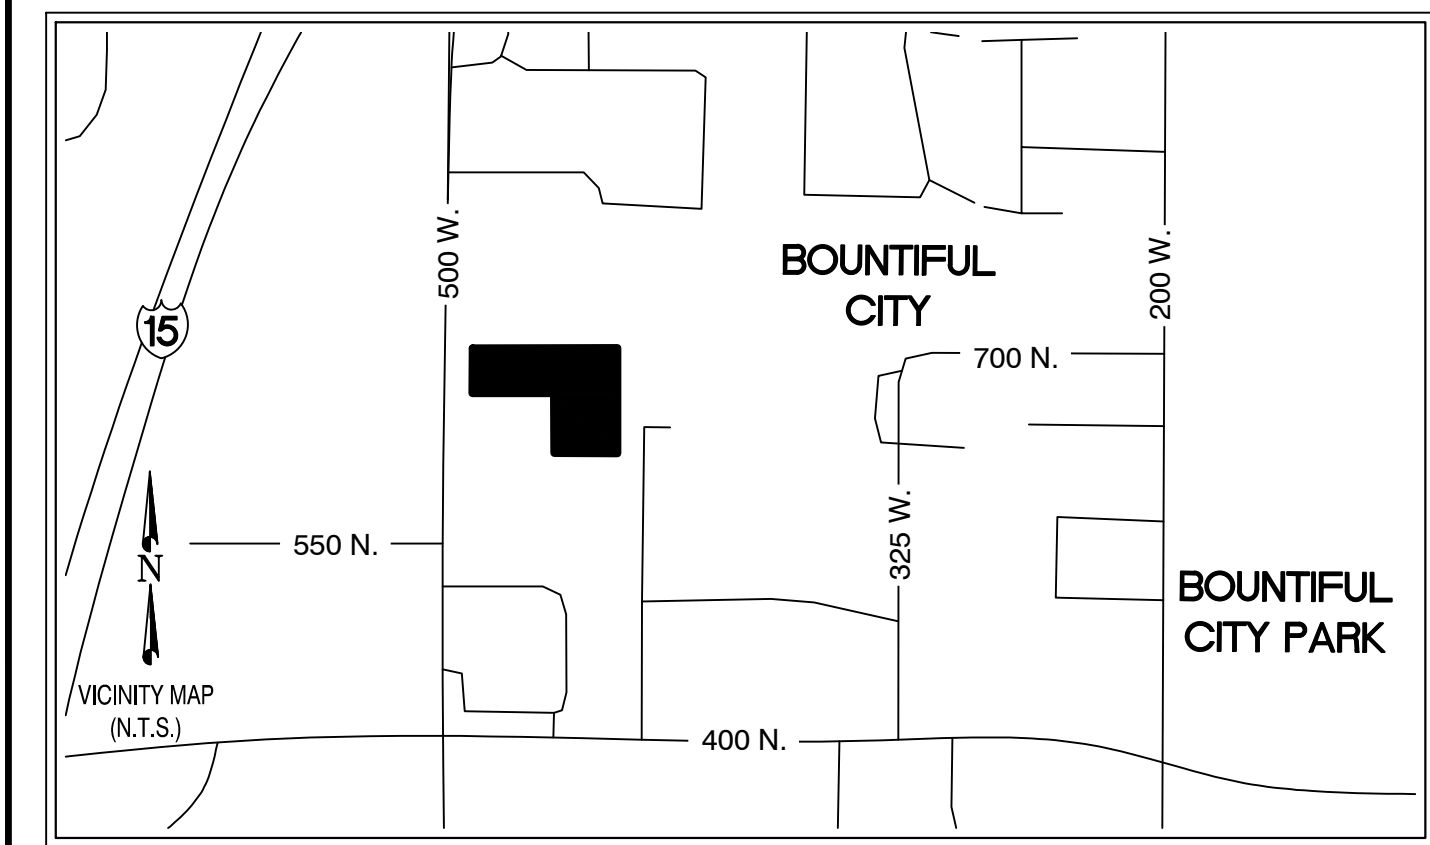 500 W.
BOUNTIFUL
CITY
200 W.
15
700 N.
325 W.
550 N.
N
BOUNTIFUL
CITY PARK
VICINITY MAP
(N.T.S.)
400 N.